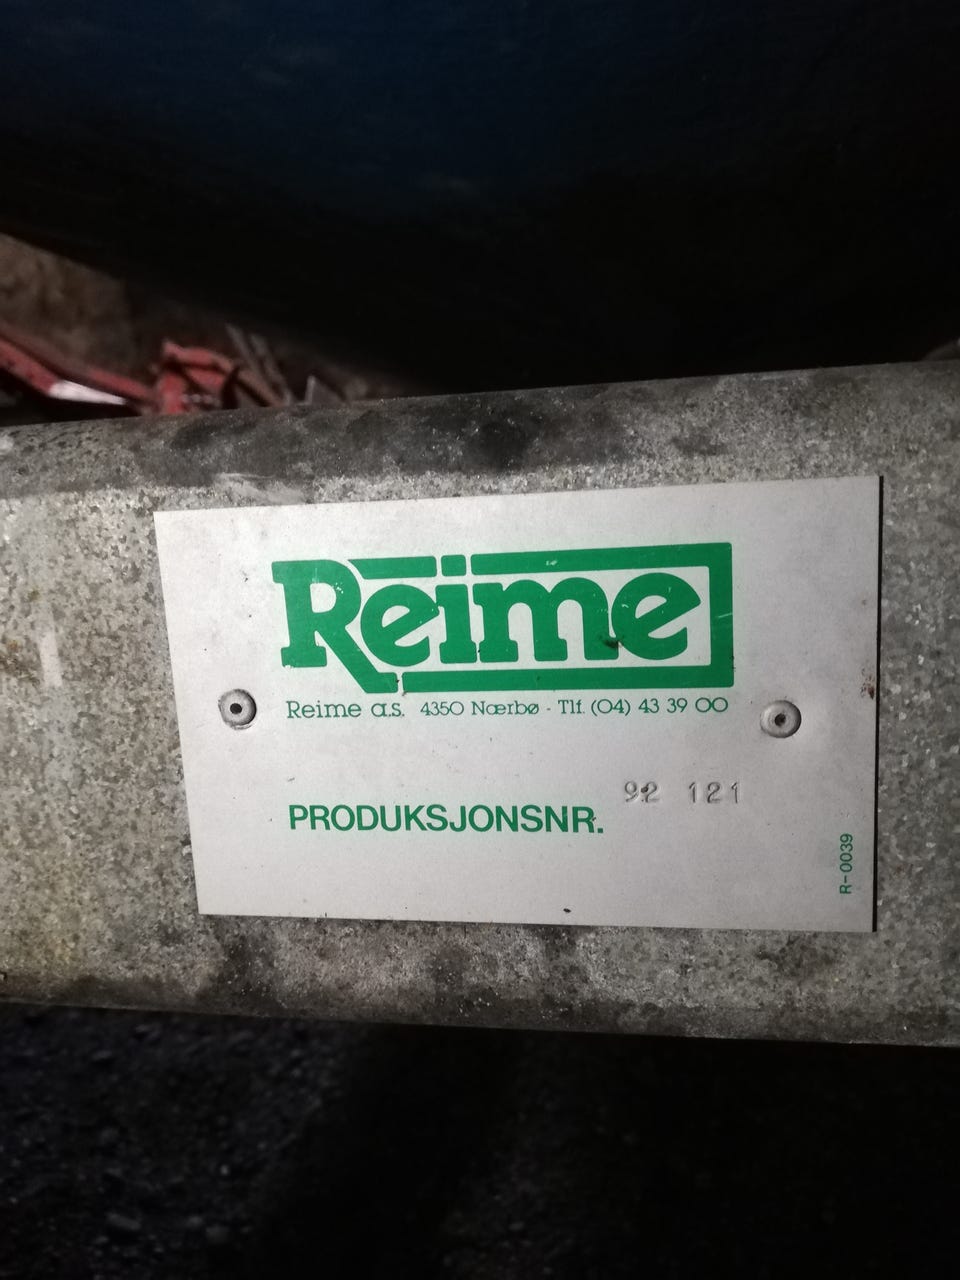 Reime
Reime a.s. 4350 Nærbø - Tlf. (04) 43 39 00
92 121
PRODUKSJONSNR.
R-0039